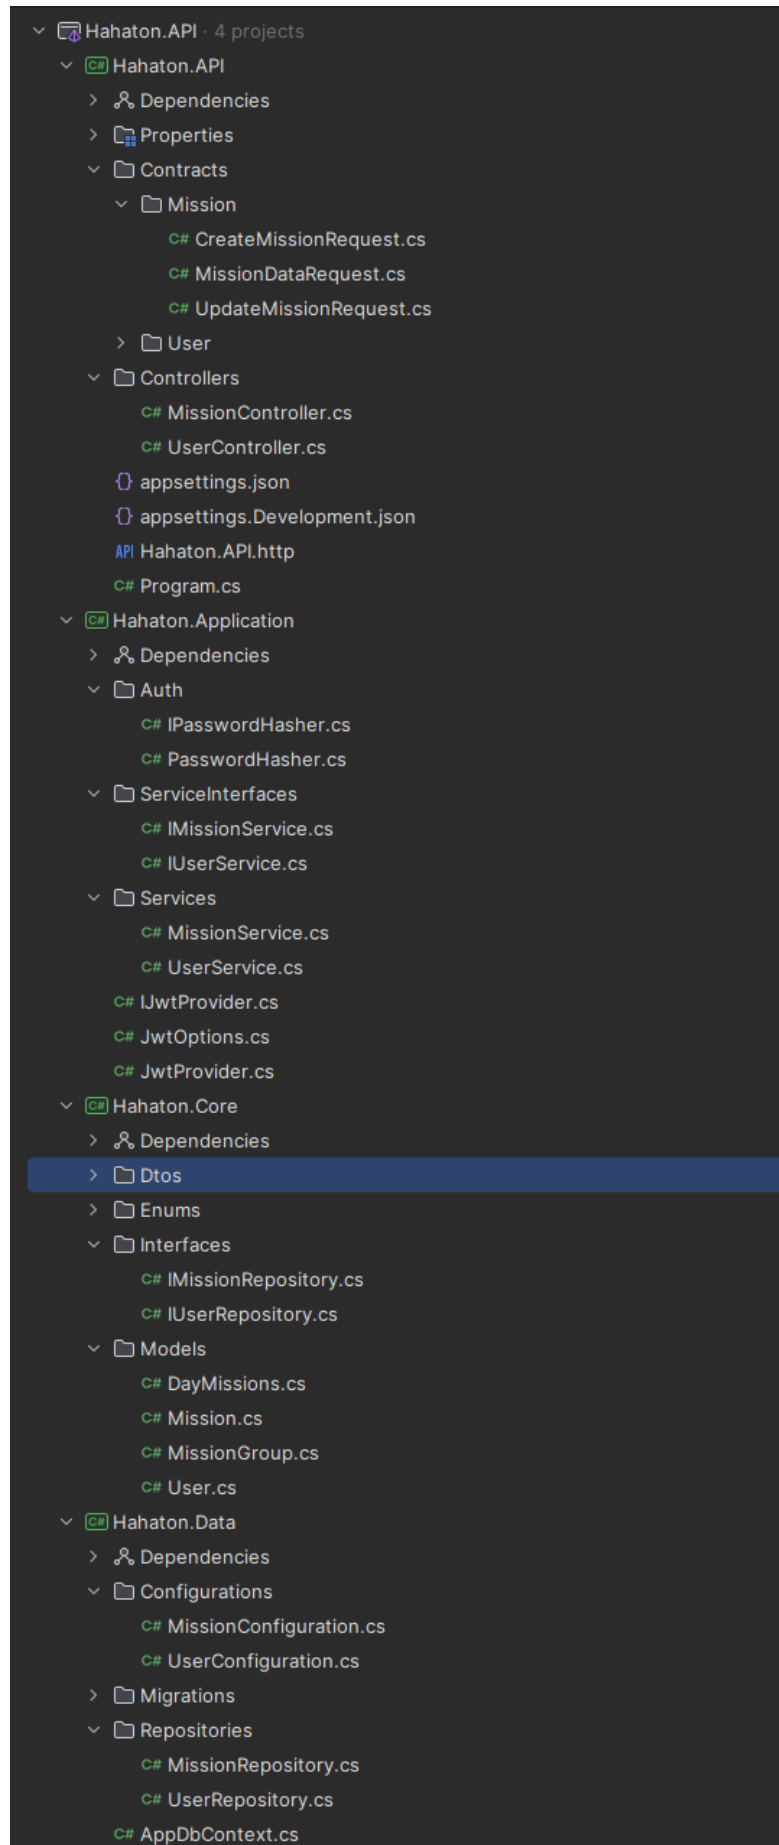 Hahaton.API · 4 projects
C# Hahaton.API
Dependencies
Properties
Contracts
Mission
C# CreateMissionRequest.cs
C# MissionDataRequest.cs
C# UpdateMissionRequest.cs
User
Controllers
C# MissionController.cs
C# UserController.cs
{} appsettings.json
{} appsettings.Development.json
API Hahaton.API.http
C# Program.cs
C# Hahaton.Application
Dependencies
Auth
C# IPasswordHasher.cs
C# PasswordHasher.cs
ServiceInterfaces
C# IMissionService.cs
C# IUserService.cs
Services
C# MissionService.cs
C# UserService.cs
C# IJwtProvider.cs
C# JwtOptions.cs
C# JwtProvider.cs
C# Hahaton.Core
Dependencies
Dtos
Enums
Interfaces
C# IMissionRepository.cs
C# IUserRepository.cs
Models
C# DayMissions.cs
C# Mission.cs
C# MissionGroup.cs
C# User.cs
C# Hahaton.Data
Dependencies
Configurations
C# MissionConfiguration.cs
C# UserConfiguration.cs
Migrations
Repositories
C# MissionRepository.cs
C# UserRepository.cs
C# AppDbContext.cs